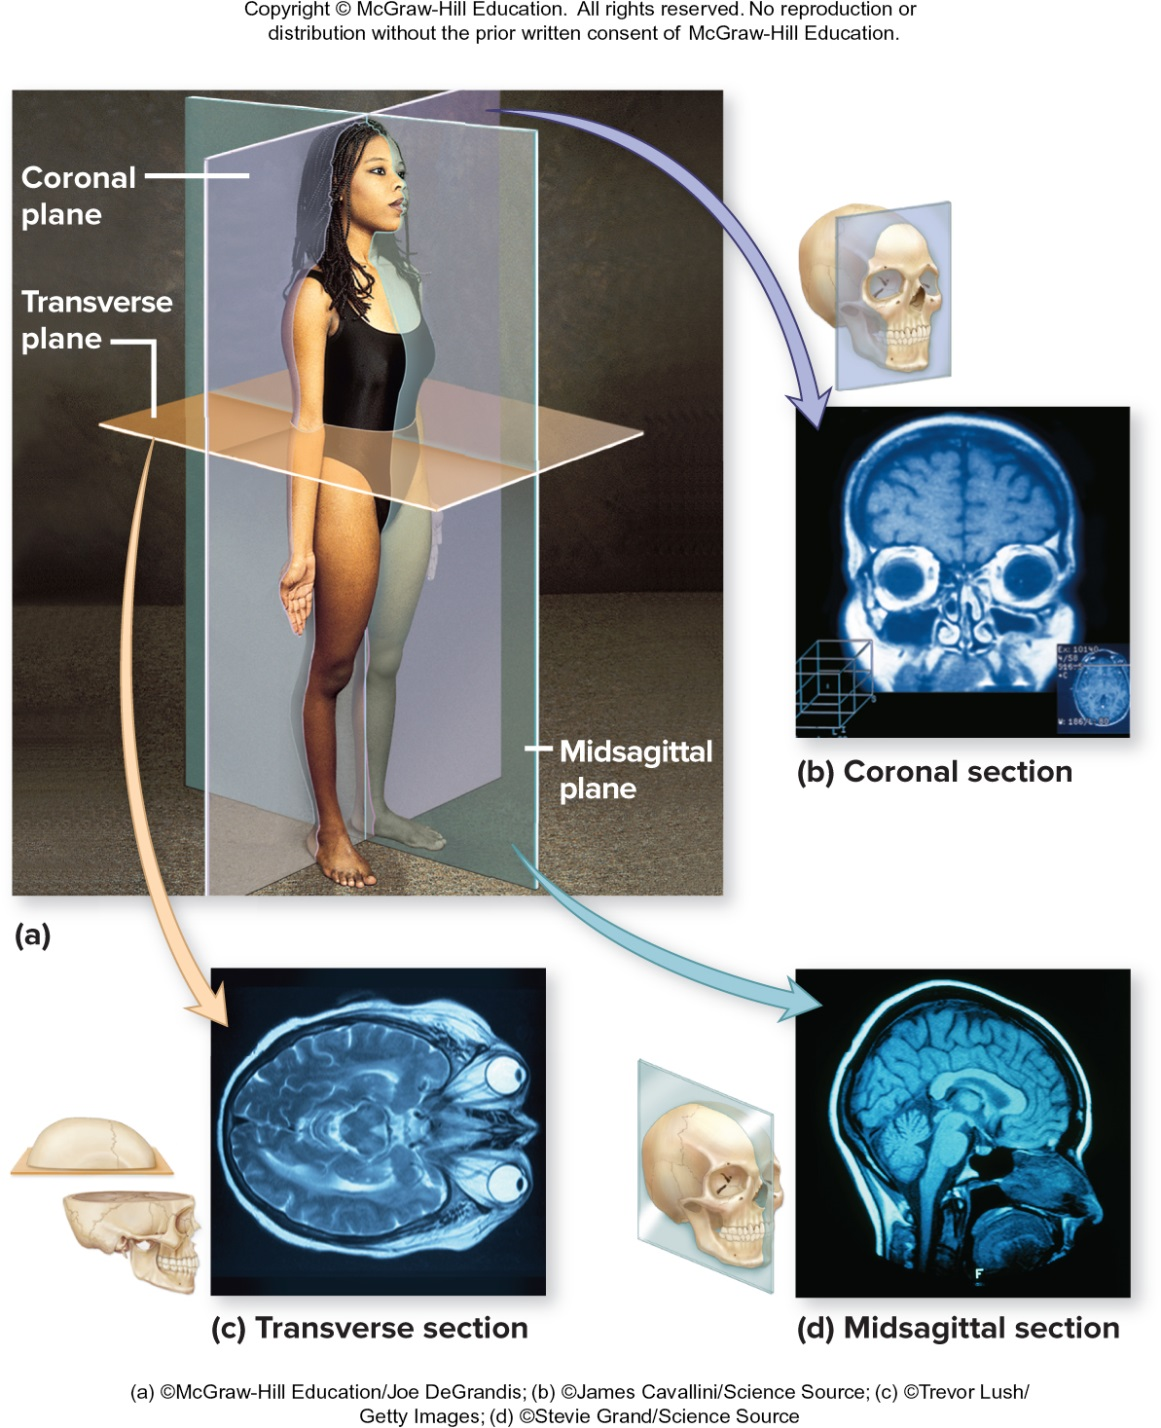 Copyright © McGraw-Hill Education.  All rights reserved. No reproduction or
distribution without the prior written consent of McGraw-Hill Education.
Coronal
plane
Transverse
plane
Midsagittal
plane
(a)
Ex: 10140
(b) Coronal section
F
(c) Transverse section
(d) Midsagittal section
(a) ©McGraw-Hill Education/Joe DeGrandis; (b) ©James Cavallini/Science Source; (c) ©Trevor Lush/
Getty Images; (d) ©Stevie Grand/Science Source